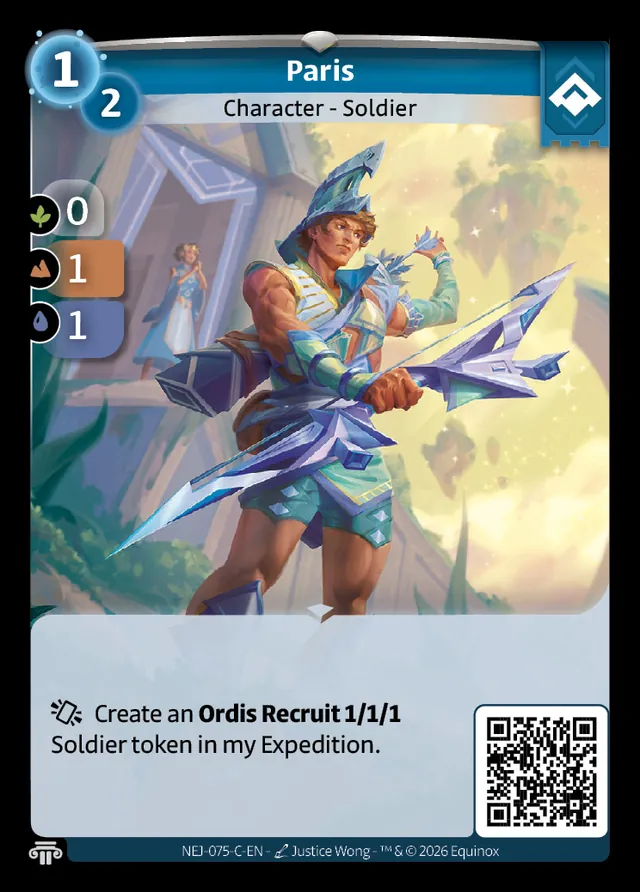 1
Paris
2
Character - Soldier
0
1
1
Create an Ordis Recruit 1/1/1
Soldier token in my Expedition.
NEJ-075-C-EN - Justice Wong - ™ & © 2026 Equinox